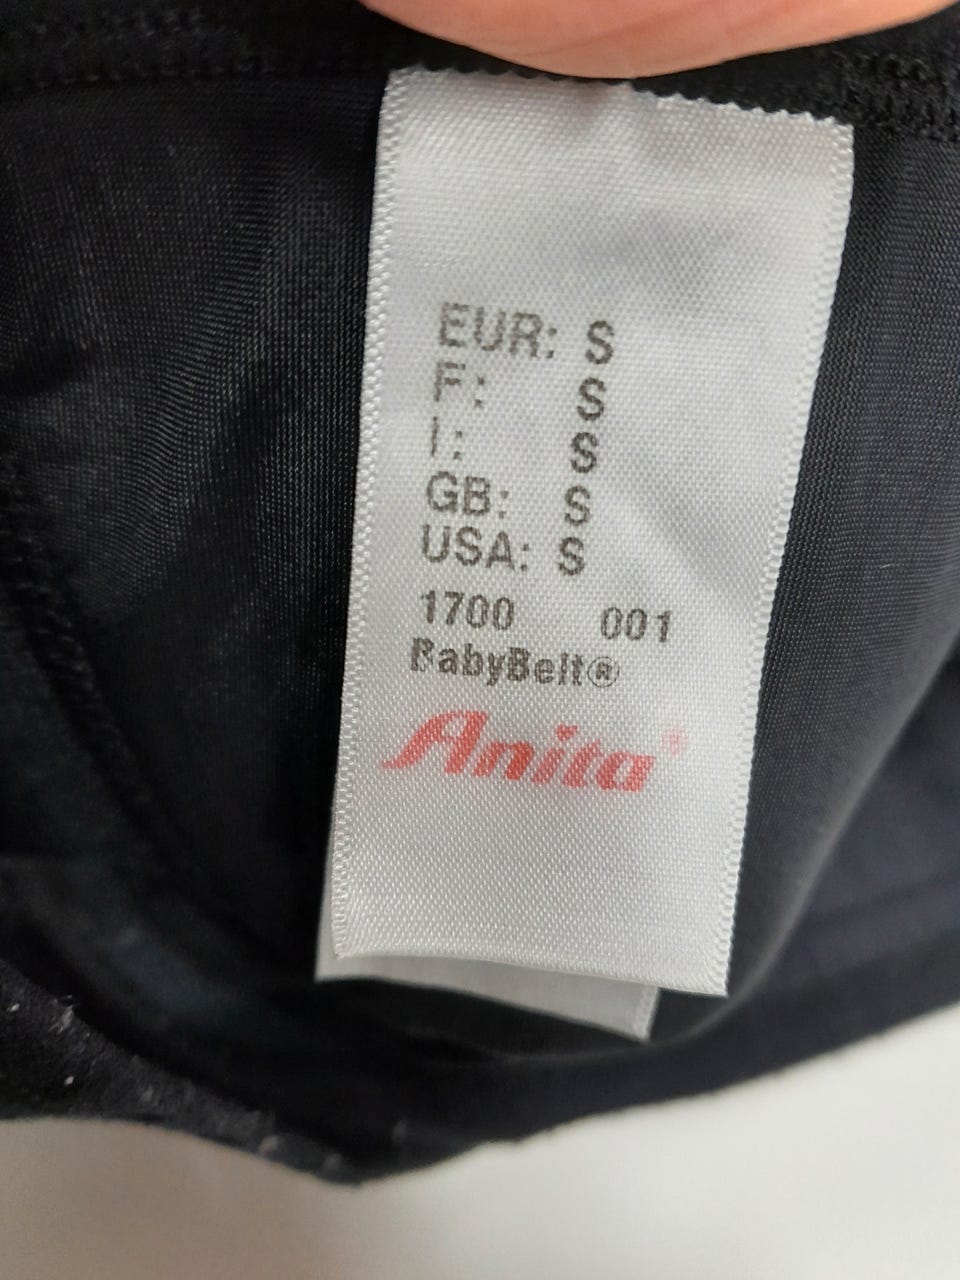 EUR: S
F: S
I: S
GB: S
USA: S
1700 001
BabyBelt®
Anita®